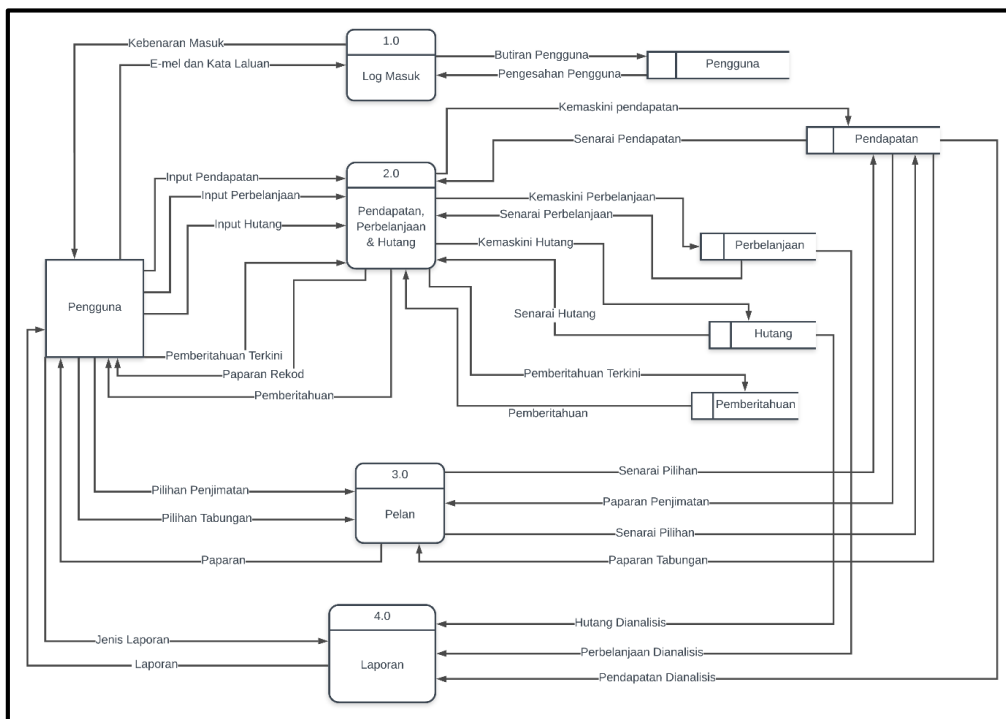 Kebenaran Masuk
E-mel dan Kata Laluan
1.0
Log Masuk
Butiran Pengguna
Pengesahan Pengguna
Pengguna
Kemaskini pendapatan
Senarai Pendapatan
Pendapatan
Input Pendapatan
Input Perbelanjaan
Input Hutang
2.0
Pendapatan,
Perbelanjaan
& Hutang
Kemaskini Perbelanjaan
Senarai Perbelanjaan
Kemaskini Hutang
Perbelanjaan
Pengguna
Senarai Hutang
Hutang
Pemberitahuan Terkini
Paparan Rekod
Pemberitahuan
Pemberitahuan Terkini
Pemberitahuan
Pemberitahuan
3.0
Pelan
Pilihan Penjimatan
Pilihan Tabungan
Paparan
Senarai Pilihan
Paparan Penjimatan
Senarai Pilihan
Paparan Tabungan
4.0
Laporan
Jenis Laporan
Laporan
Hutang Dianalisis
Perbelanjaan Dianalisis
Pendapatan Dianalisis